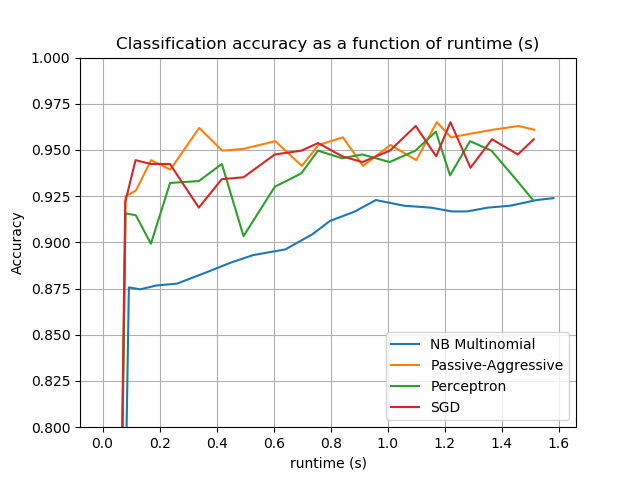 Classification accuracy as a function of runtime (s)
1.000
0.975
0.950
0.925
0.900
0.875
0.850
0.825
0.800
Accuracy
NB Multinomial
Passive-Aggressive
Perceptron
SGD
0.0 0.2 0.4 0.6 0.8 1.0 1.2 1.4 1.6
runtime (s)